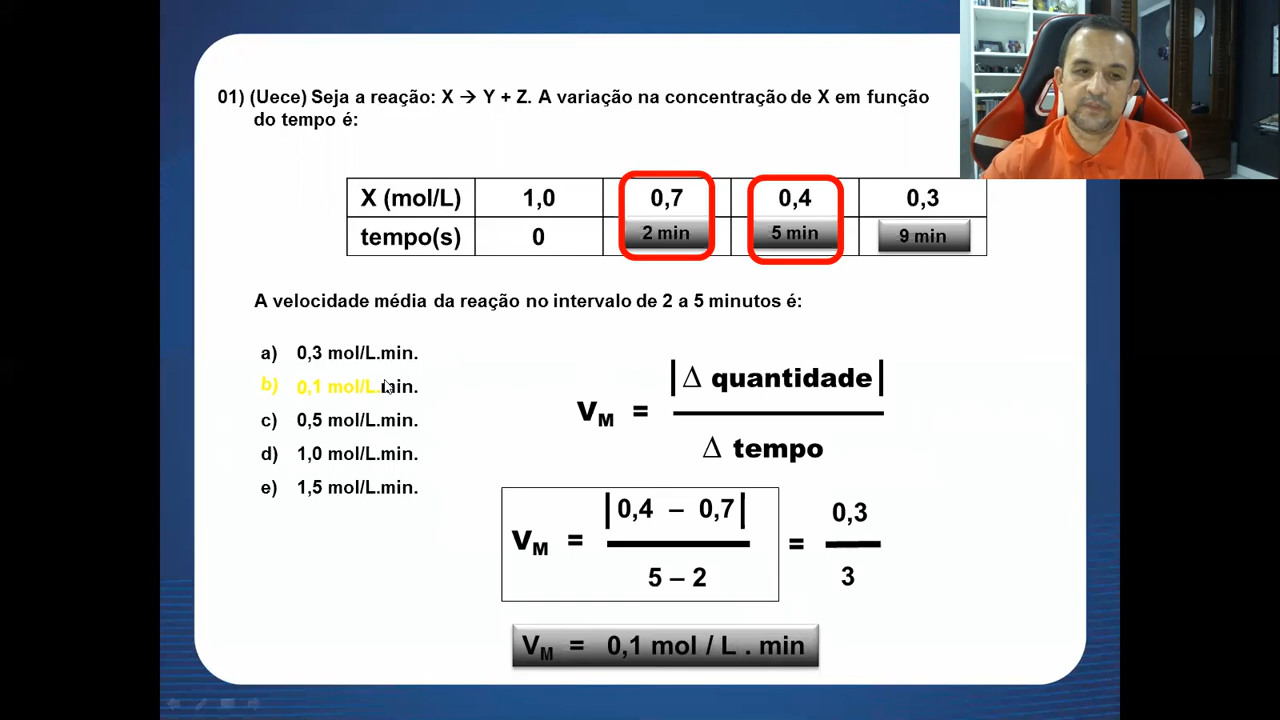 01) (Uece) Seja a reação: X → Y + Z. A variação na concentração de X em função
do tempo é:
X (mol/L) 1,0 0,7 0,4 0,3
tempo(s) 0 2 min 5 min 9 min
A velocidade média da reação no intervalo de 2 a 5 minutos é:
a) 0,3 mol/L.min.
b) 0,1 mol/L.min.
c) 0,5 mol/L.min.
d) 1,0 mol/L.min.
e) 1,5 mol/L.min.
|Δ quantidade|
VM =
Δ tempo
|0,4 – 0,7| 0,3
VM = =
5 – 2 3
VM = 0,1 mol / L . min